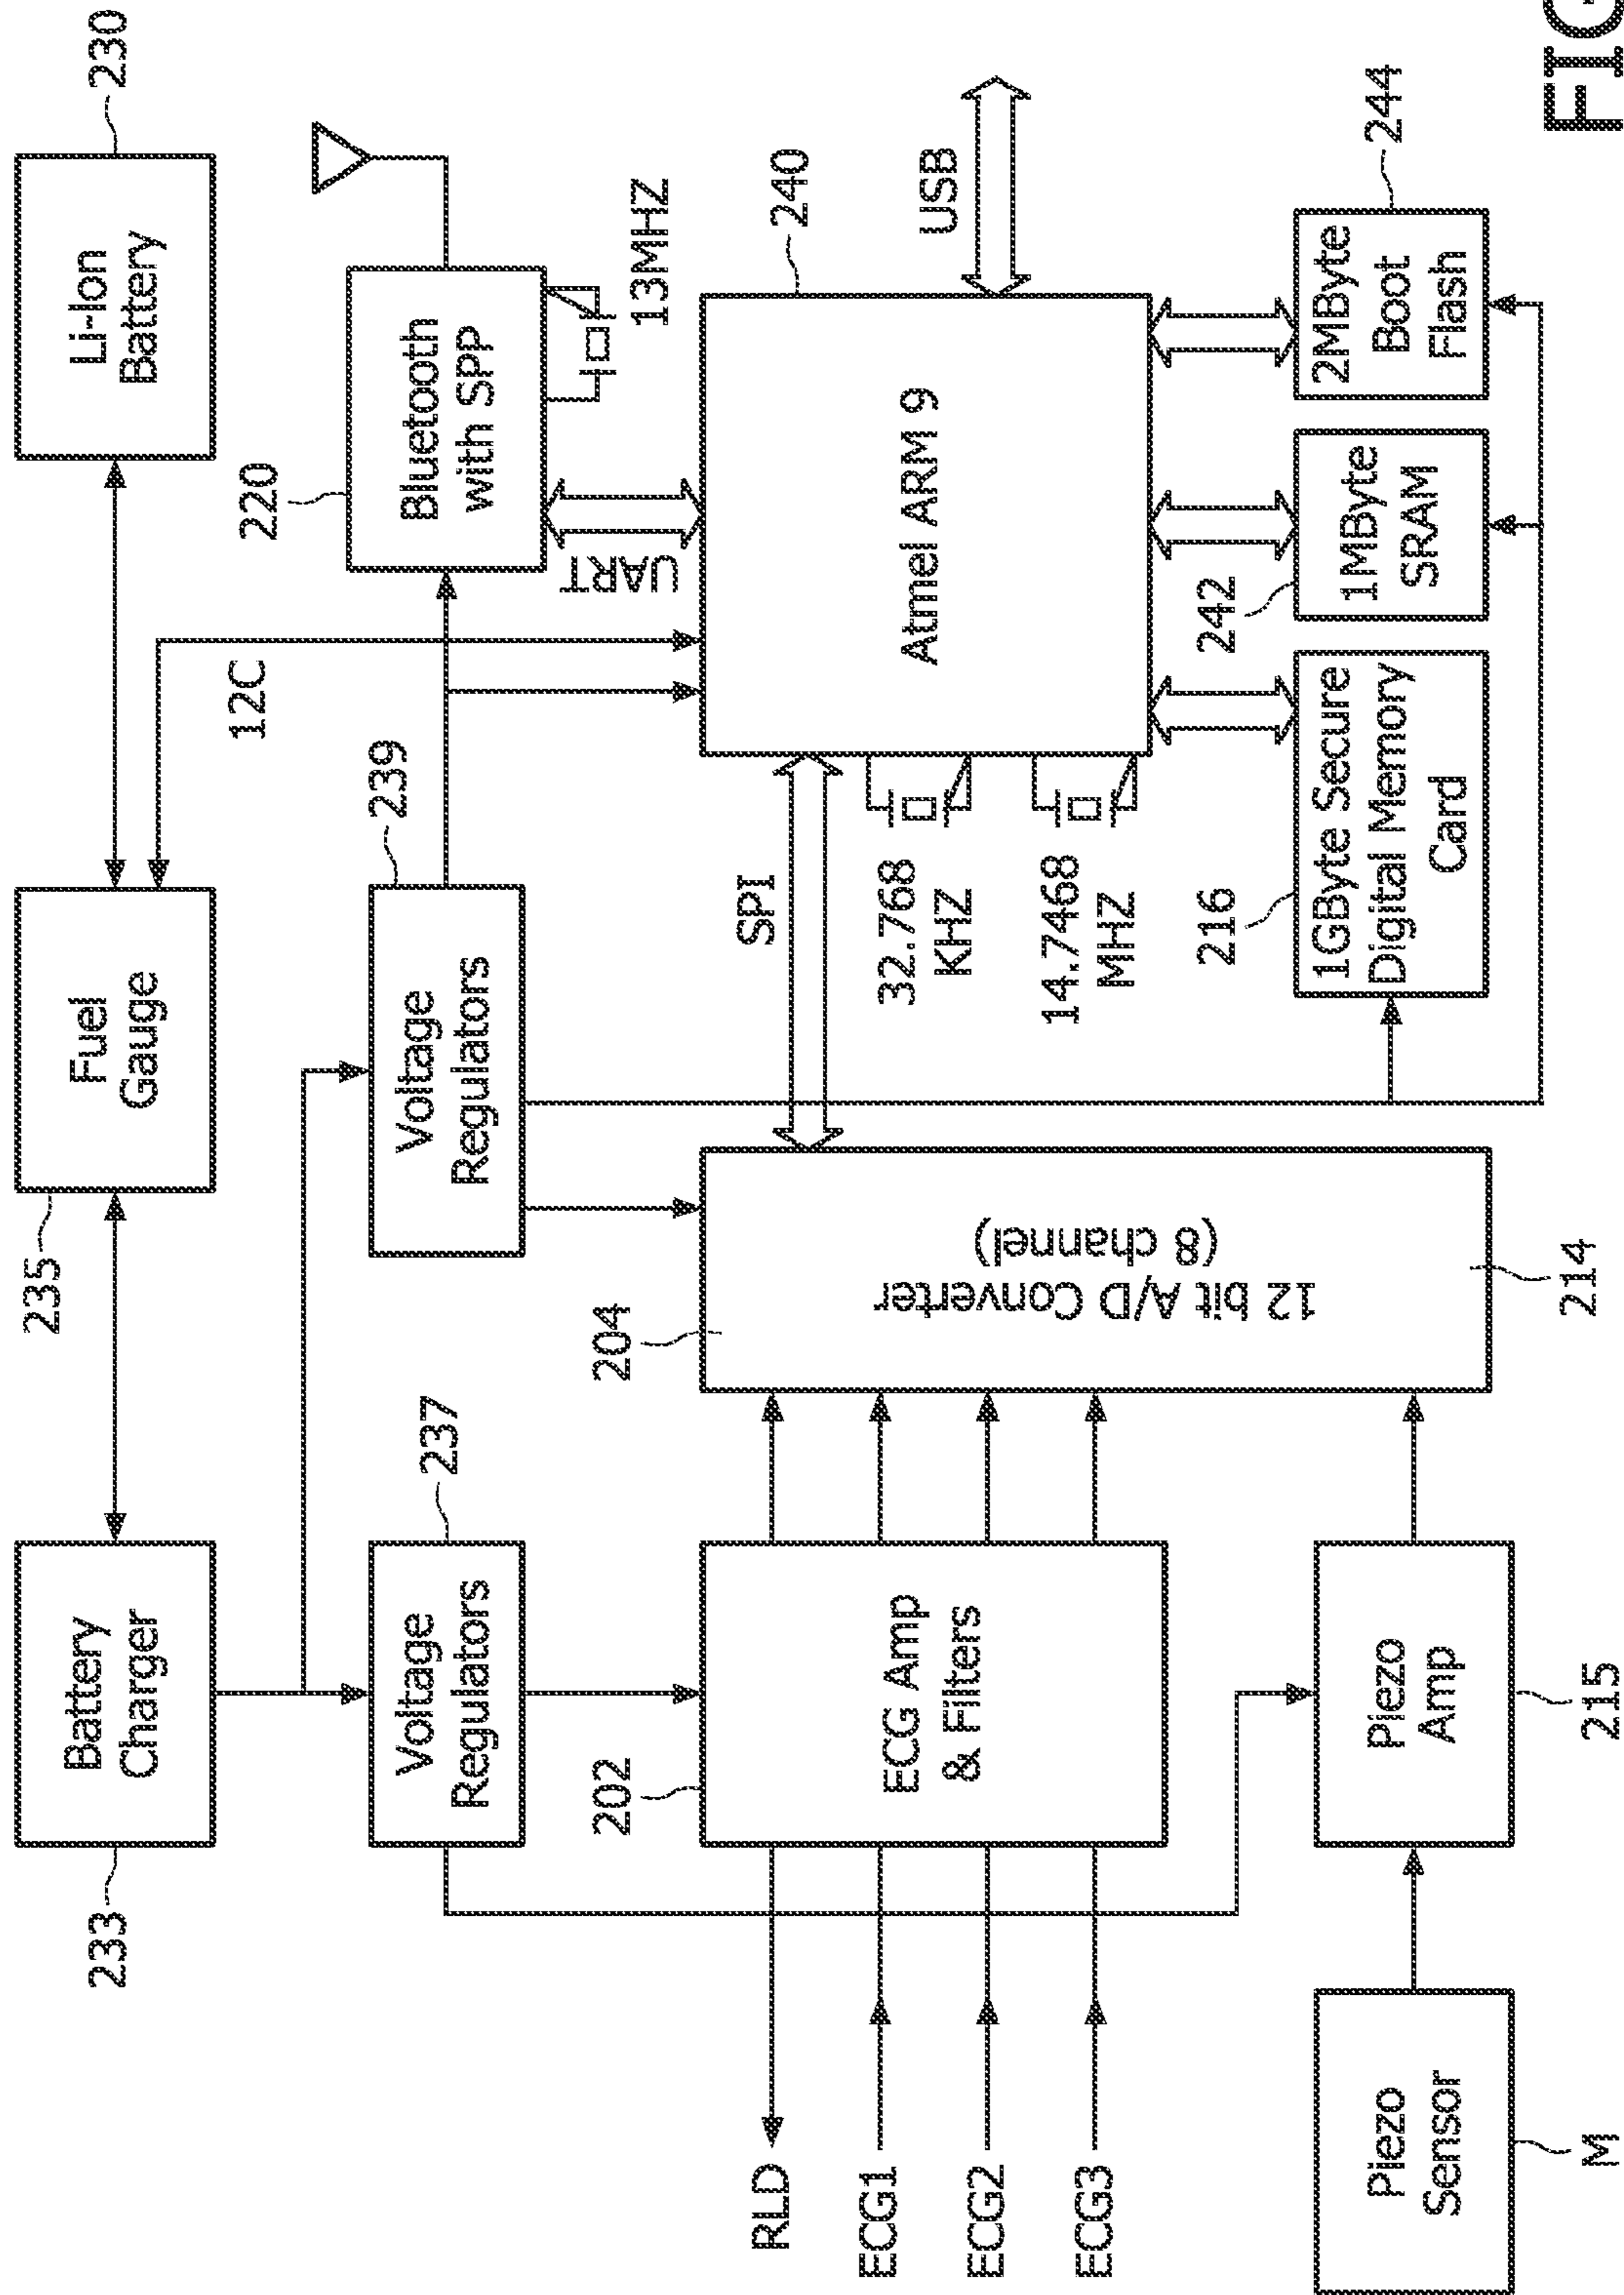 233
Battery
Charger
235
Fuel
Gauge
Li-Ion
Battery
230
12C
237
Voltage
Regulators
239
Voltage
Regulators
220
Bluetooth
with SPP
13MHZ
UART
202
ECG Amp
& Filters
204
12 bit A/D Converter
(8 channel)
214
SPI
32.768
KHZ
14.7468
MHZ
Atmel ARM 9
240
USB
RLD
ECG1
ECG2
ECG3
216
1GByte Secure
Digital Memory
Card
242
1MByte
SRAM
2MByte
Boot
Flash
244
Piezo
Sensor
M
Piezo
Amp
215